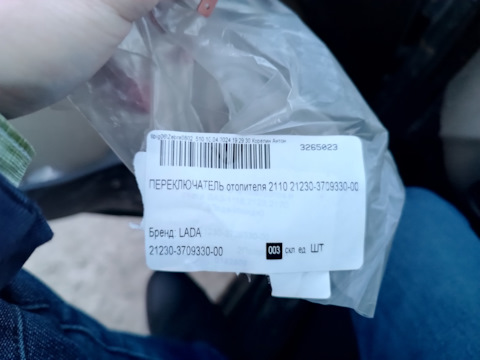 3265023
ПЕРЕКЛЮЧАТЕЛЬ отопителя 2110 21230-3709330-00
Бренд: LADA
21230-3709330-00 003 скл. ед. ШТ